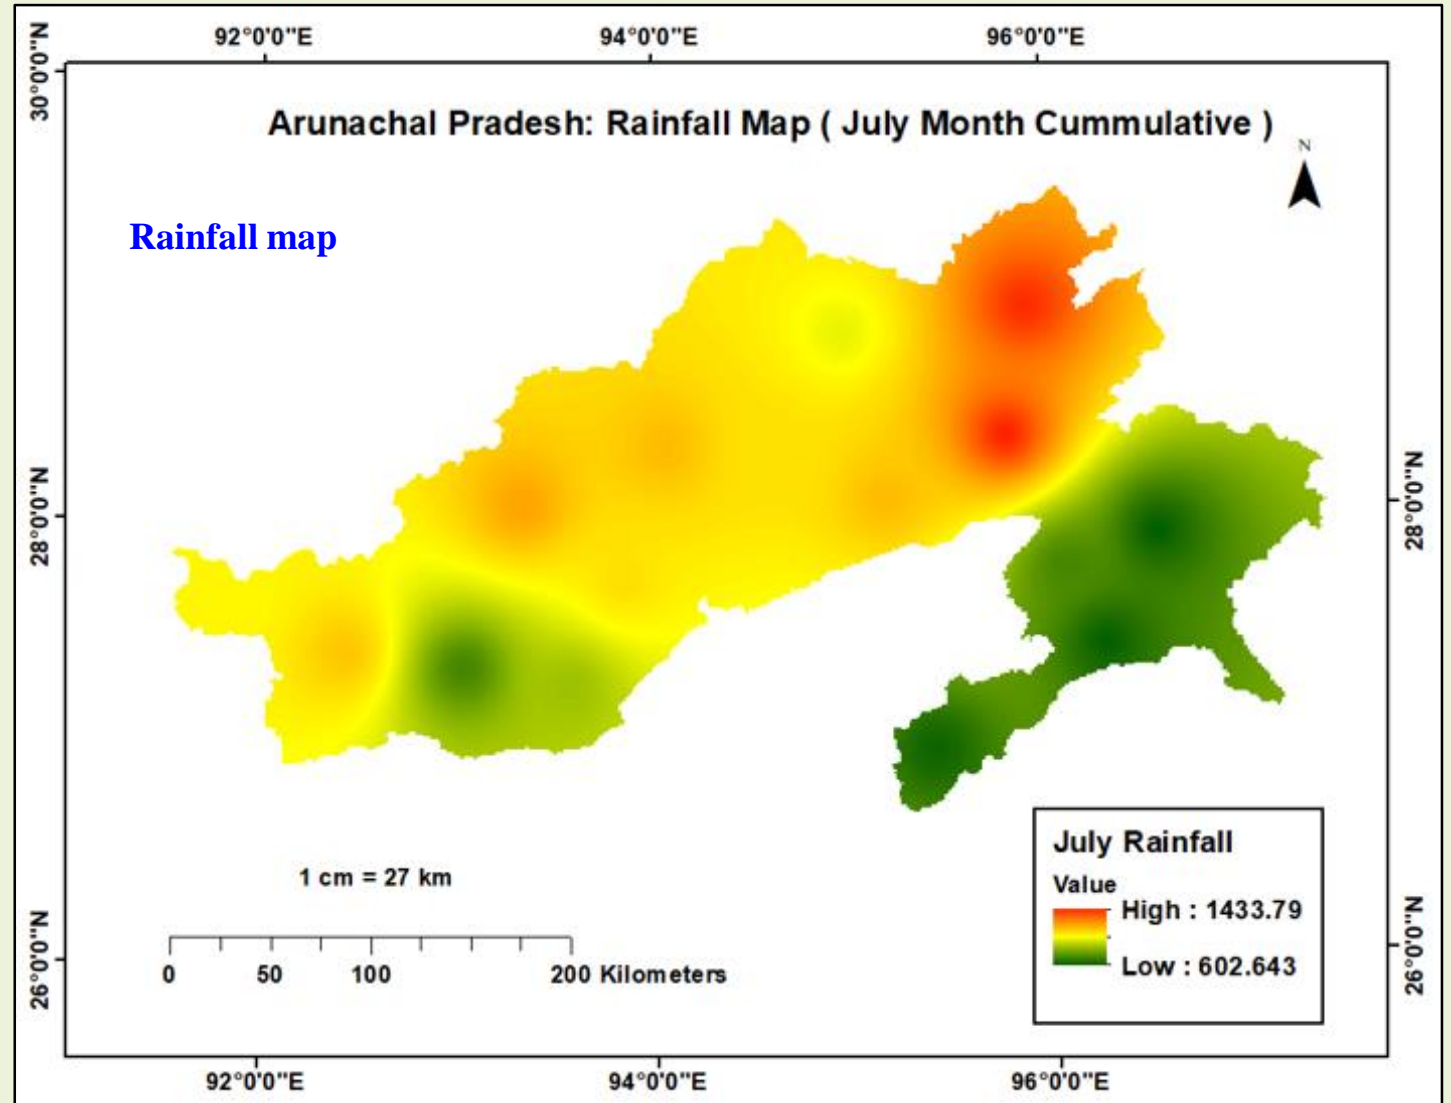 92°0'0"E 94°0'0"E 96°0'0"E
30°0'0"N
Arunachal Pradesh: Rainfall Map ( July Month Cummulative )
N
Rainfall map
28°0'0"N 28°0'0"N
July Rainfall
Value
High : 1433.79
Low : 602.643
1 cm = 27 km
0 50 100 200 Kilometers
26°0'0"N 26°0'0"N
92°0'0"E 94°0'0"E 96°0'0"E